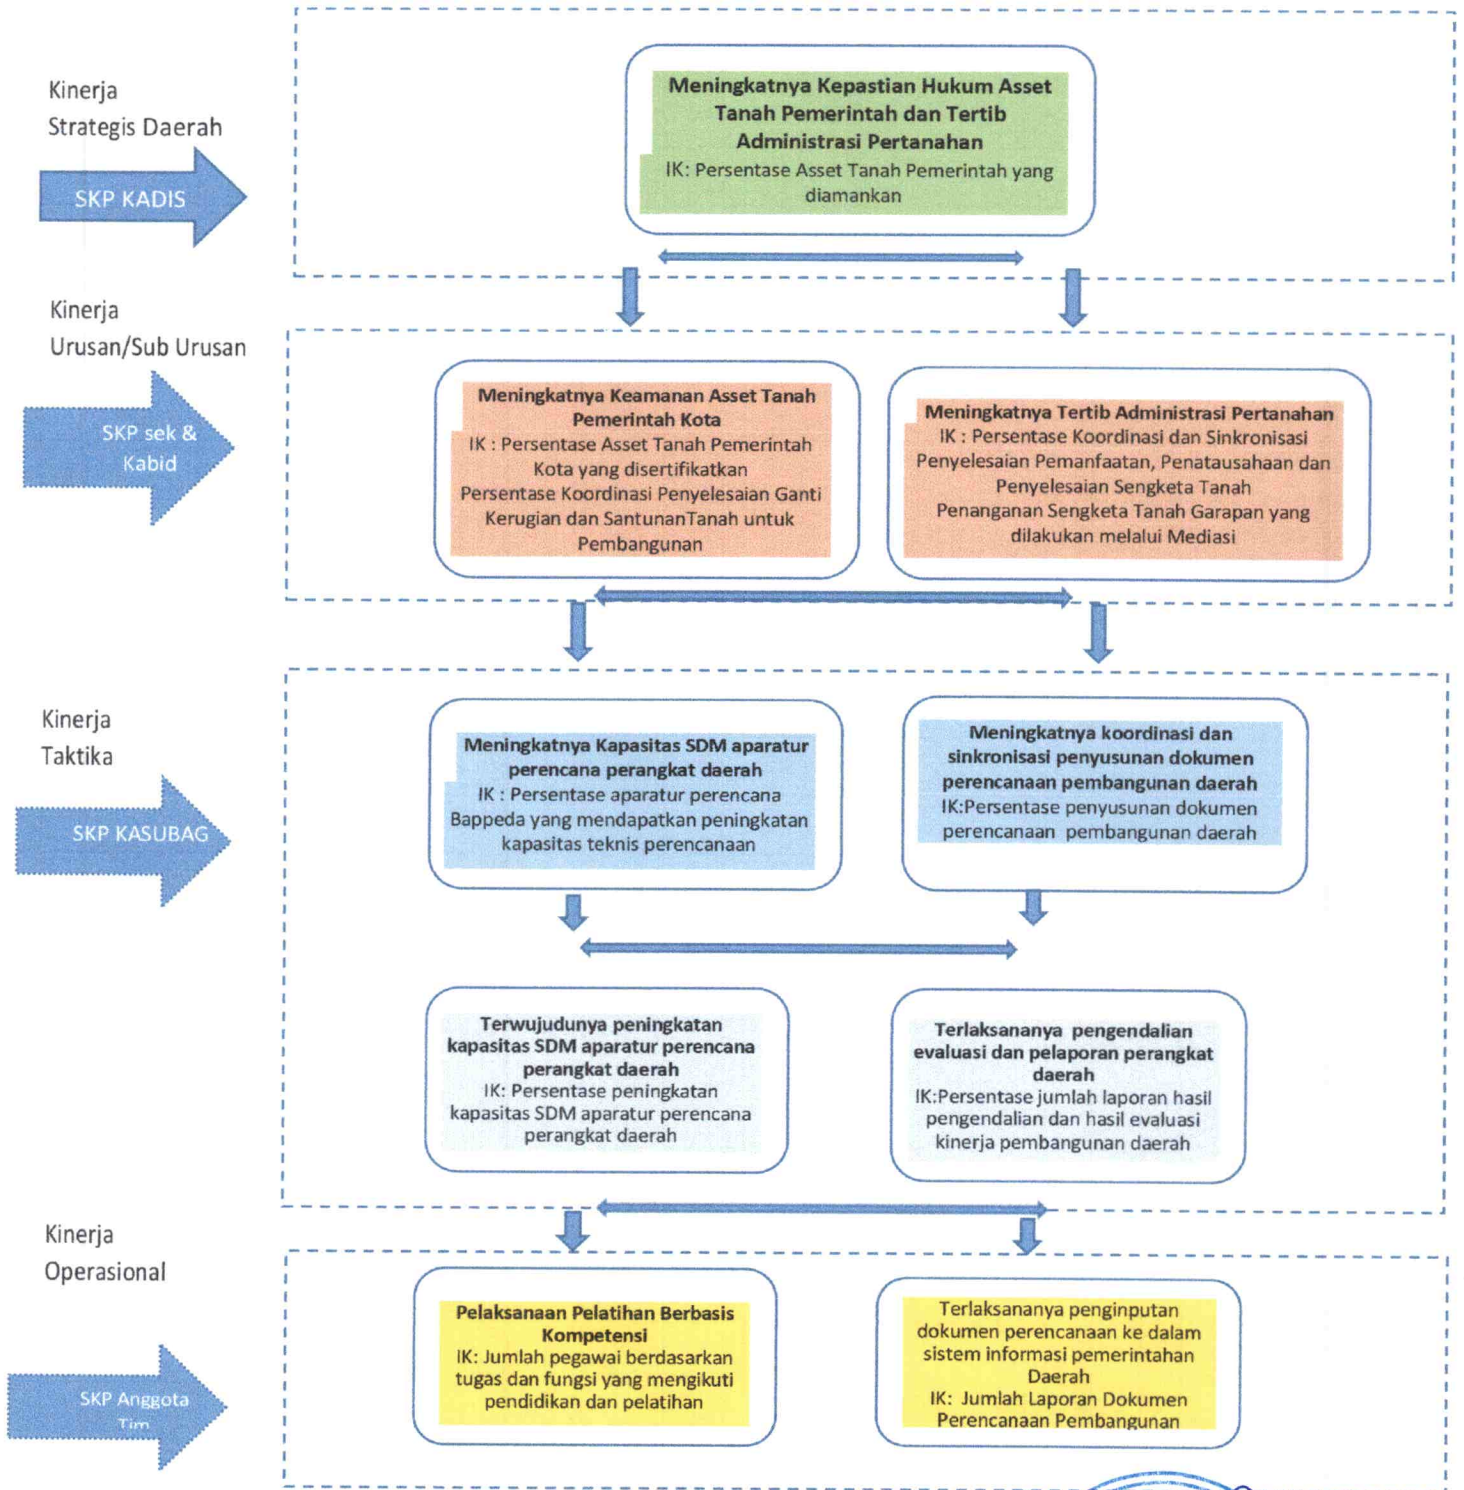 Kinerja
Strategis Daerah
SKP KADIS
Meningkatnya Kepastian Hukum Asset
Tanah Pemerintah dan Tertib
Administrasi Pertanahan
IK: Persentase Asset Tanah Pemerintah yang
diamankan
Kinerja
Urusan/Sub Urusan
SKP sek &
Kabid
Meningkatnya Keamanan Asset Tanah
Pemerintah Kota
IK : Persentase Asset Tanah Pemerintah
Kota yang disertifikatkan
Persentase Koordinasi Penyelesaian Ganti
Kerugian dan SantunanTanah untuk
Pembangunan
Meningkatnya Tertib Administrasi Pertanahan
IK : Persentase Koordinasi dan Sinkronisasi
Penyelesaian Pemanfaatan, Penatausahaan dan
Penyelesaian Sengketa Tanah
Penanganan Sengketa Tanah Garapan yang
dilakukan melalui Mediasi
Kinerja
Taktika
SKP KASUBAG
Meningkatnya Kapasitas SDM aparatur
perencana perangkat daerah
IK : Persentase aparatur perencana
Bappeda yang mendapatkan peningkatan
kapasitas teknis perencanaan
Meningkatnya koordinasi dan
sinkronisasi penyusunan dokumen
perencanaan pembangunan daerah
IK:Persentase penyusunan dokumen
perencanaan pembangunan daerah
Terwujudunya peningkatan
kapasitas SDM aparatur perencana
perangkat daerah
IK: Persentase peningkatan
kapasitas SDM aparatur perencana
perangkat daerah
Terlaksananya pengendalian
evaluasi dan pelaporan perangkat
daerah
IK:Persentase jumlah laporan hasil
pengendalian dan hasil evaluasi
kinerja pembangunan daerah
Kinerja
Operasional
SKP Anggota
Tim
Pelaksanaan Pelatihan Berbasis
Kompetensi
IK: Jumlah pegawai berdasarkan
tugas dan fungsi yang mengikuti
pendidikan dan pelatihan
Terlaksananya penginputan
dokumen perencanaan ke dalam
sistem informasi pemerintahan
Daerah
IK: Jumlah Laporan Dokumen
Perencanaan Pembangunan